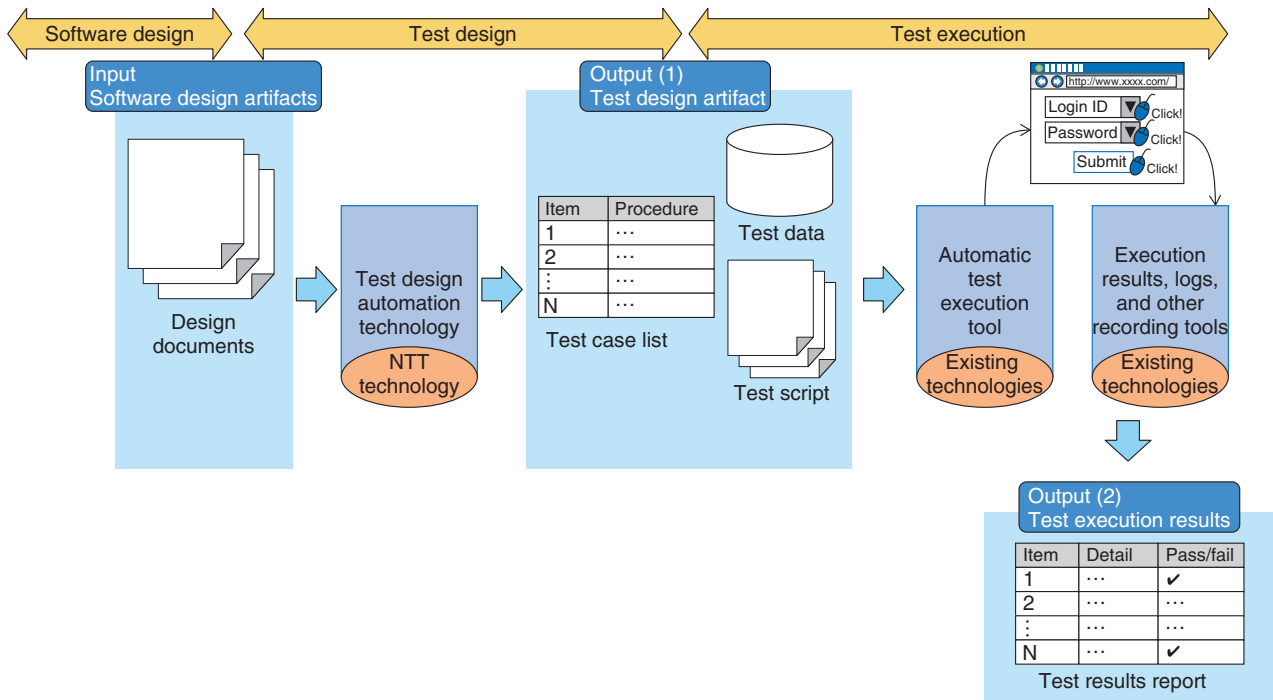 Software design
Test design
Test execution
Input
Software design artifacts
Design
documents
Test design
automation
technology
NTT
technology
Output (1)
Test design artifact
Item Procedure
1 ...
2 ...
⋮ ...
N ...
Test case list
Test data
Test script
http://www.xxxx.com/
Login ID Click!
Password Click!
Submit Click!
Automatic
test
execution
tool
Existing
technologies
Execution
results, logs,
and other
recording tools
Existing
technologies
Output (2)
Test execution results
Item Detail Pass/fail
1 ... ✔
2 ... ...
⋮ ... ...
N ... ✔
Test results report